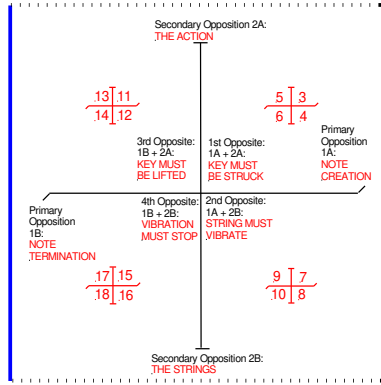 Secondary Opposition 2A:
THE ACTION
13 11
14 12
5 3
6 4
3rd Opposite:
1B + 2A:
KEY MUST
BE LIFTED
1st Opposite:
1A + 2A:
KEY MUST
BE STRUCK
Primary
Opposition
1A:
NOTE
CREATION
Primary
Opposition
1B:
NOTE
TERMINATION
4th Opposite:
1B + 2B:
VIBRATION
MUST STOP
2nd Opposite:
1A + 2B:
STRING MUST
VIBRATE
17 15
18 16
9 7
10 8
Secondary Opposition 2B:
THE STRINGS